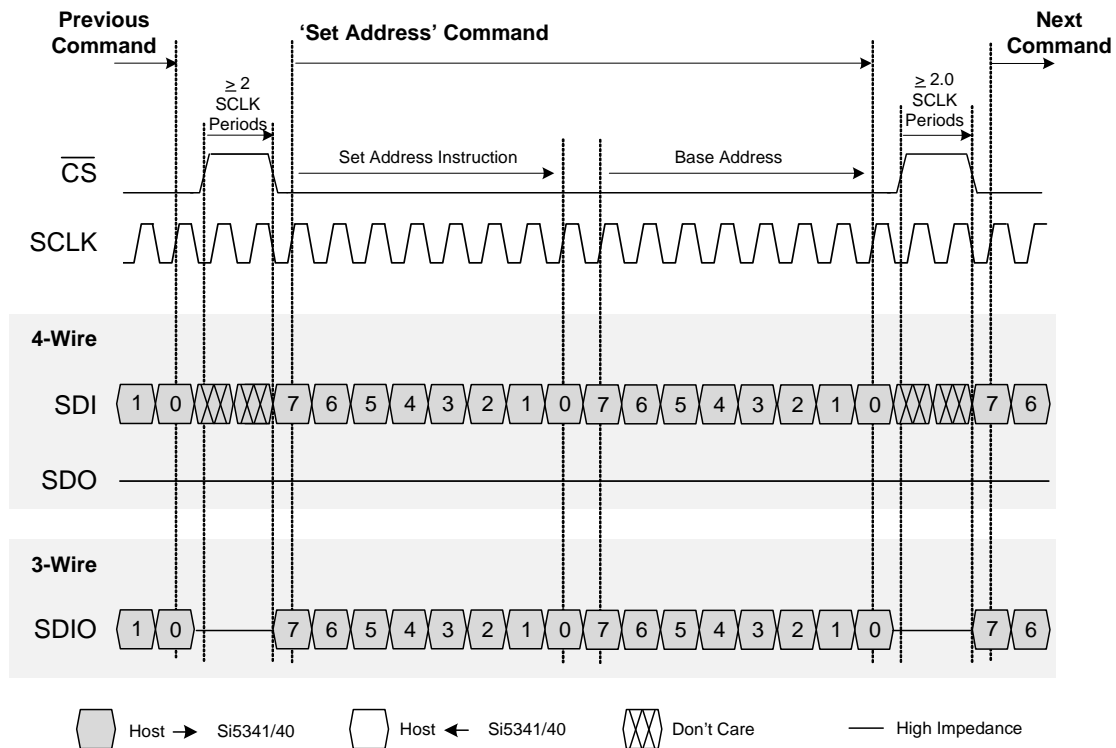 Previous Command
'Set Address' Command
Next Command
≥ 2 SCLK Periods
≥ 2.0 SCLK Periods
Set Address Instruction
Base Address
CS
SCLK
4-Wire
SDI 1 0 7 6 5 4 3 2 1 0 7 6 5 4 3 2 1 0 7 6
SDO
3-Wire
SDIO 1 0 7 6 5 4 3 2 1 0 7 6 5 4 3 2 1 0 7 6
Host → Si5341/40
Host ← Si5341/40
Don't Care
High Impedance